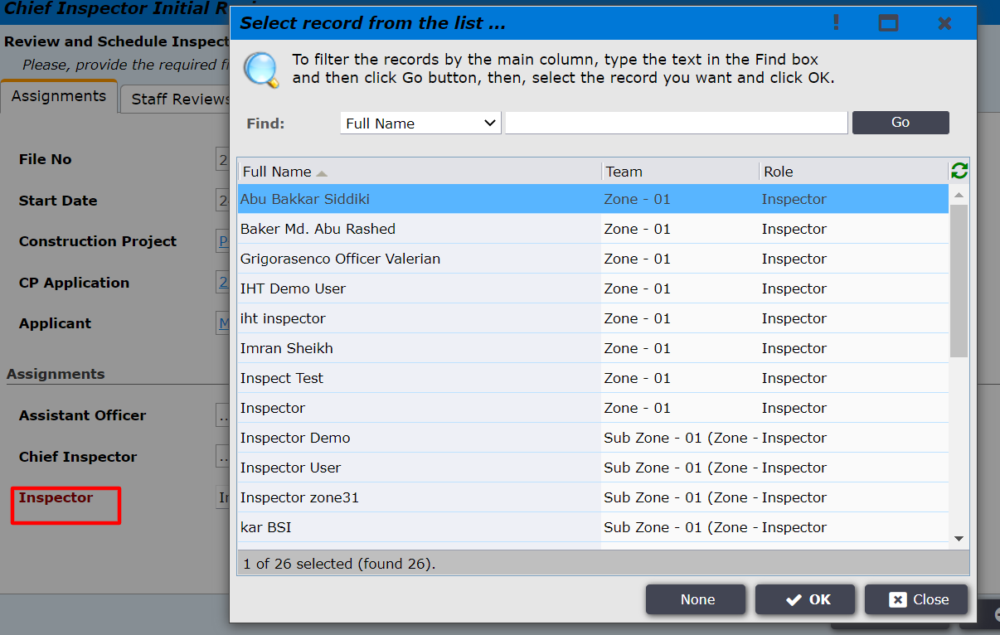 Chief Inspector Initial R
Select record from the list ...
Review and Schedule Inspect
Please, provide the required fi
To filter the records by the main column, type the text in the Find box
and then click Go button, then, select the record you want and click OK.
Assignments
Staff Reviews
Find:
Full Name
Go
File No
2
Start Date
2
Construction Project
P
CP Application
2
Applicant
M
Assignments
Assistant Officer
..
Chief Inspector
..
Inspector
In
Full Name Team Role
Abu Bakkar Siddiki Zone - 01 Inspector
Baker Md. Abu Rashed Zone - 01 Inspector
Grigorasenco Officer Valerian Zone - 01 Inspector
IHT Demo User Zone - 01 Inspector
iht inspector Zone - 01 Inspector
Imran Sheikh Zone - 01 Inspector
Inspect Test Zone - 01 Inspector
Inspector Zone - 01 Inspector
Inspector Demo Sub Zone - 01 (Zone - Inspector
Inspector User Sub Zone - 01 (Zone - Inspector
Inspector zone31 Sub Zone - 01 (Zone - Inspector
kar BSI Sub Zone - 01 (Zone - Inspector
1 of 26 selected (found 26).
None
OK
Close